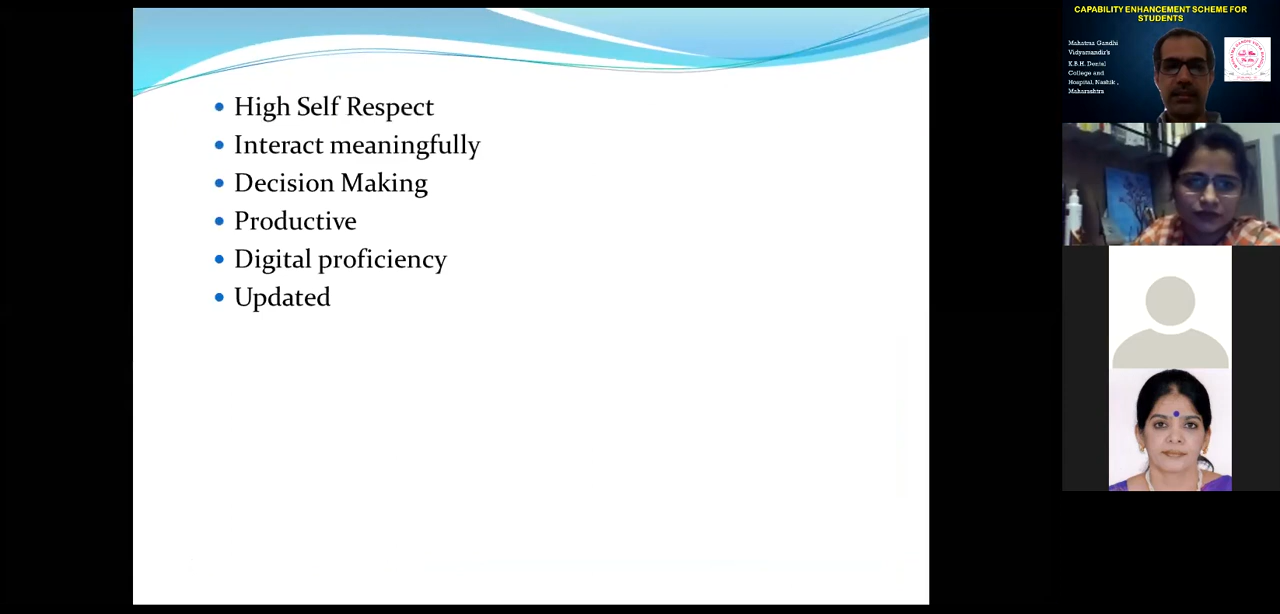 High Self Respect
Interact meaningfully
Decision Making
Productive
Digital proficiency
Updated
CAPABILITY ENHANCEMENT SCHEME FOR
STUDENTS
Mahatma Gandhi
Vidyamandir's
K.B.H. Dental
College and
Hospital, Nashik ,
Maharashtra